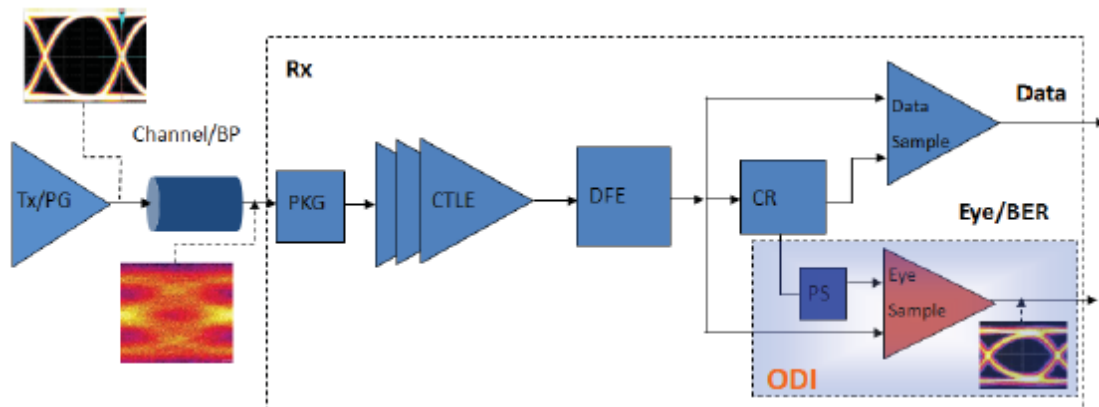 Rx
Data
Channel/BP
Data
Sample
Tx/PG
PKG
CTLE
DFE
CR
Eye/BER
PS
Eye
Sample
ODI